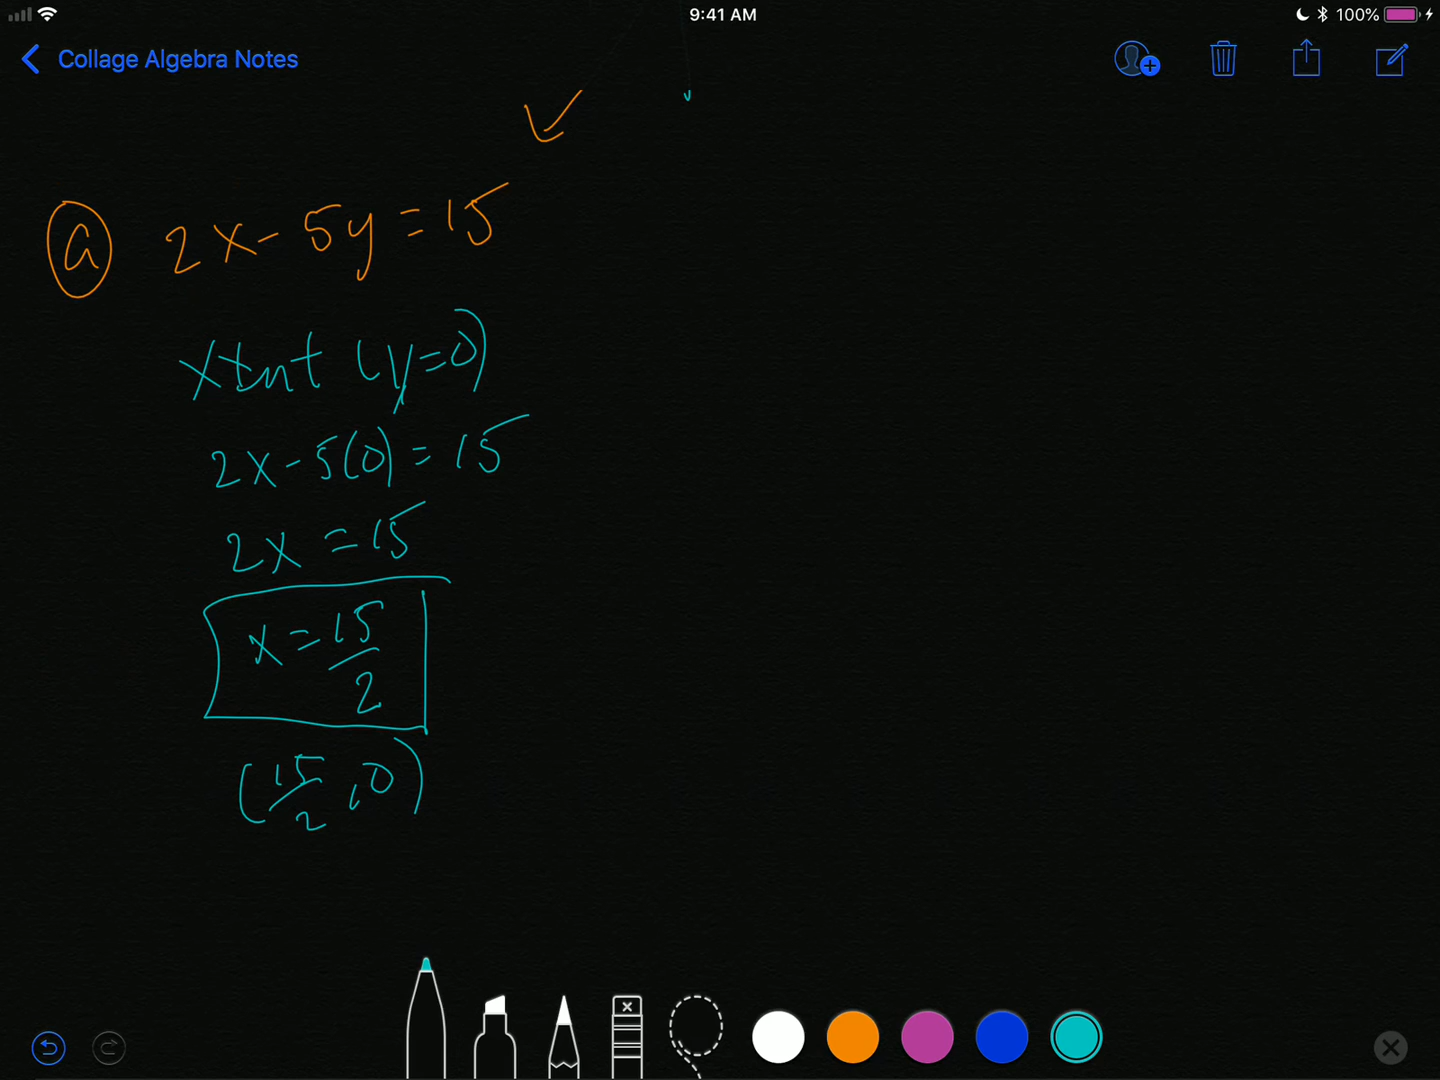 9:41 AM
100%
Collage Algebra Notes
a 2x - 5y = 15
x int (y=0)
2x - 5(0) = 15
2x = 15
x = 15/2
(15/2, 0)